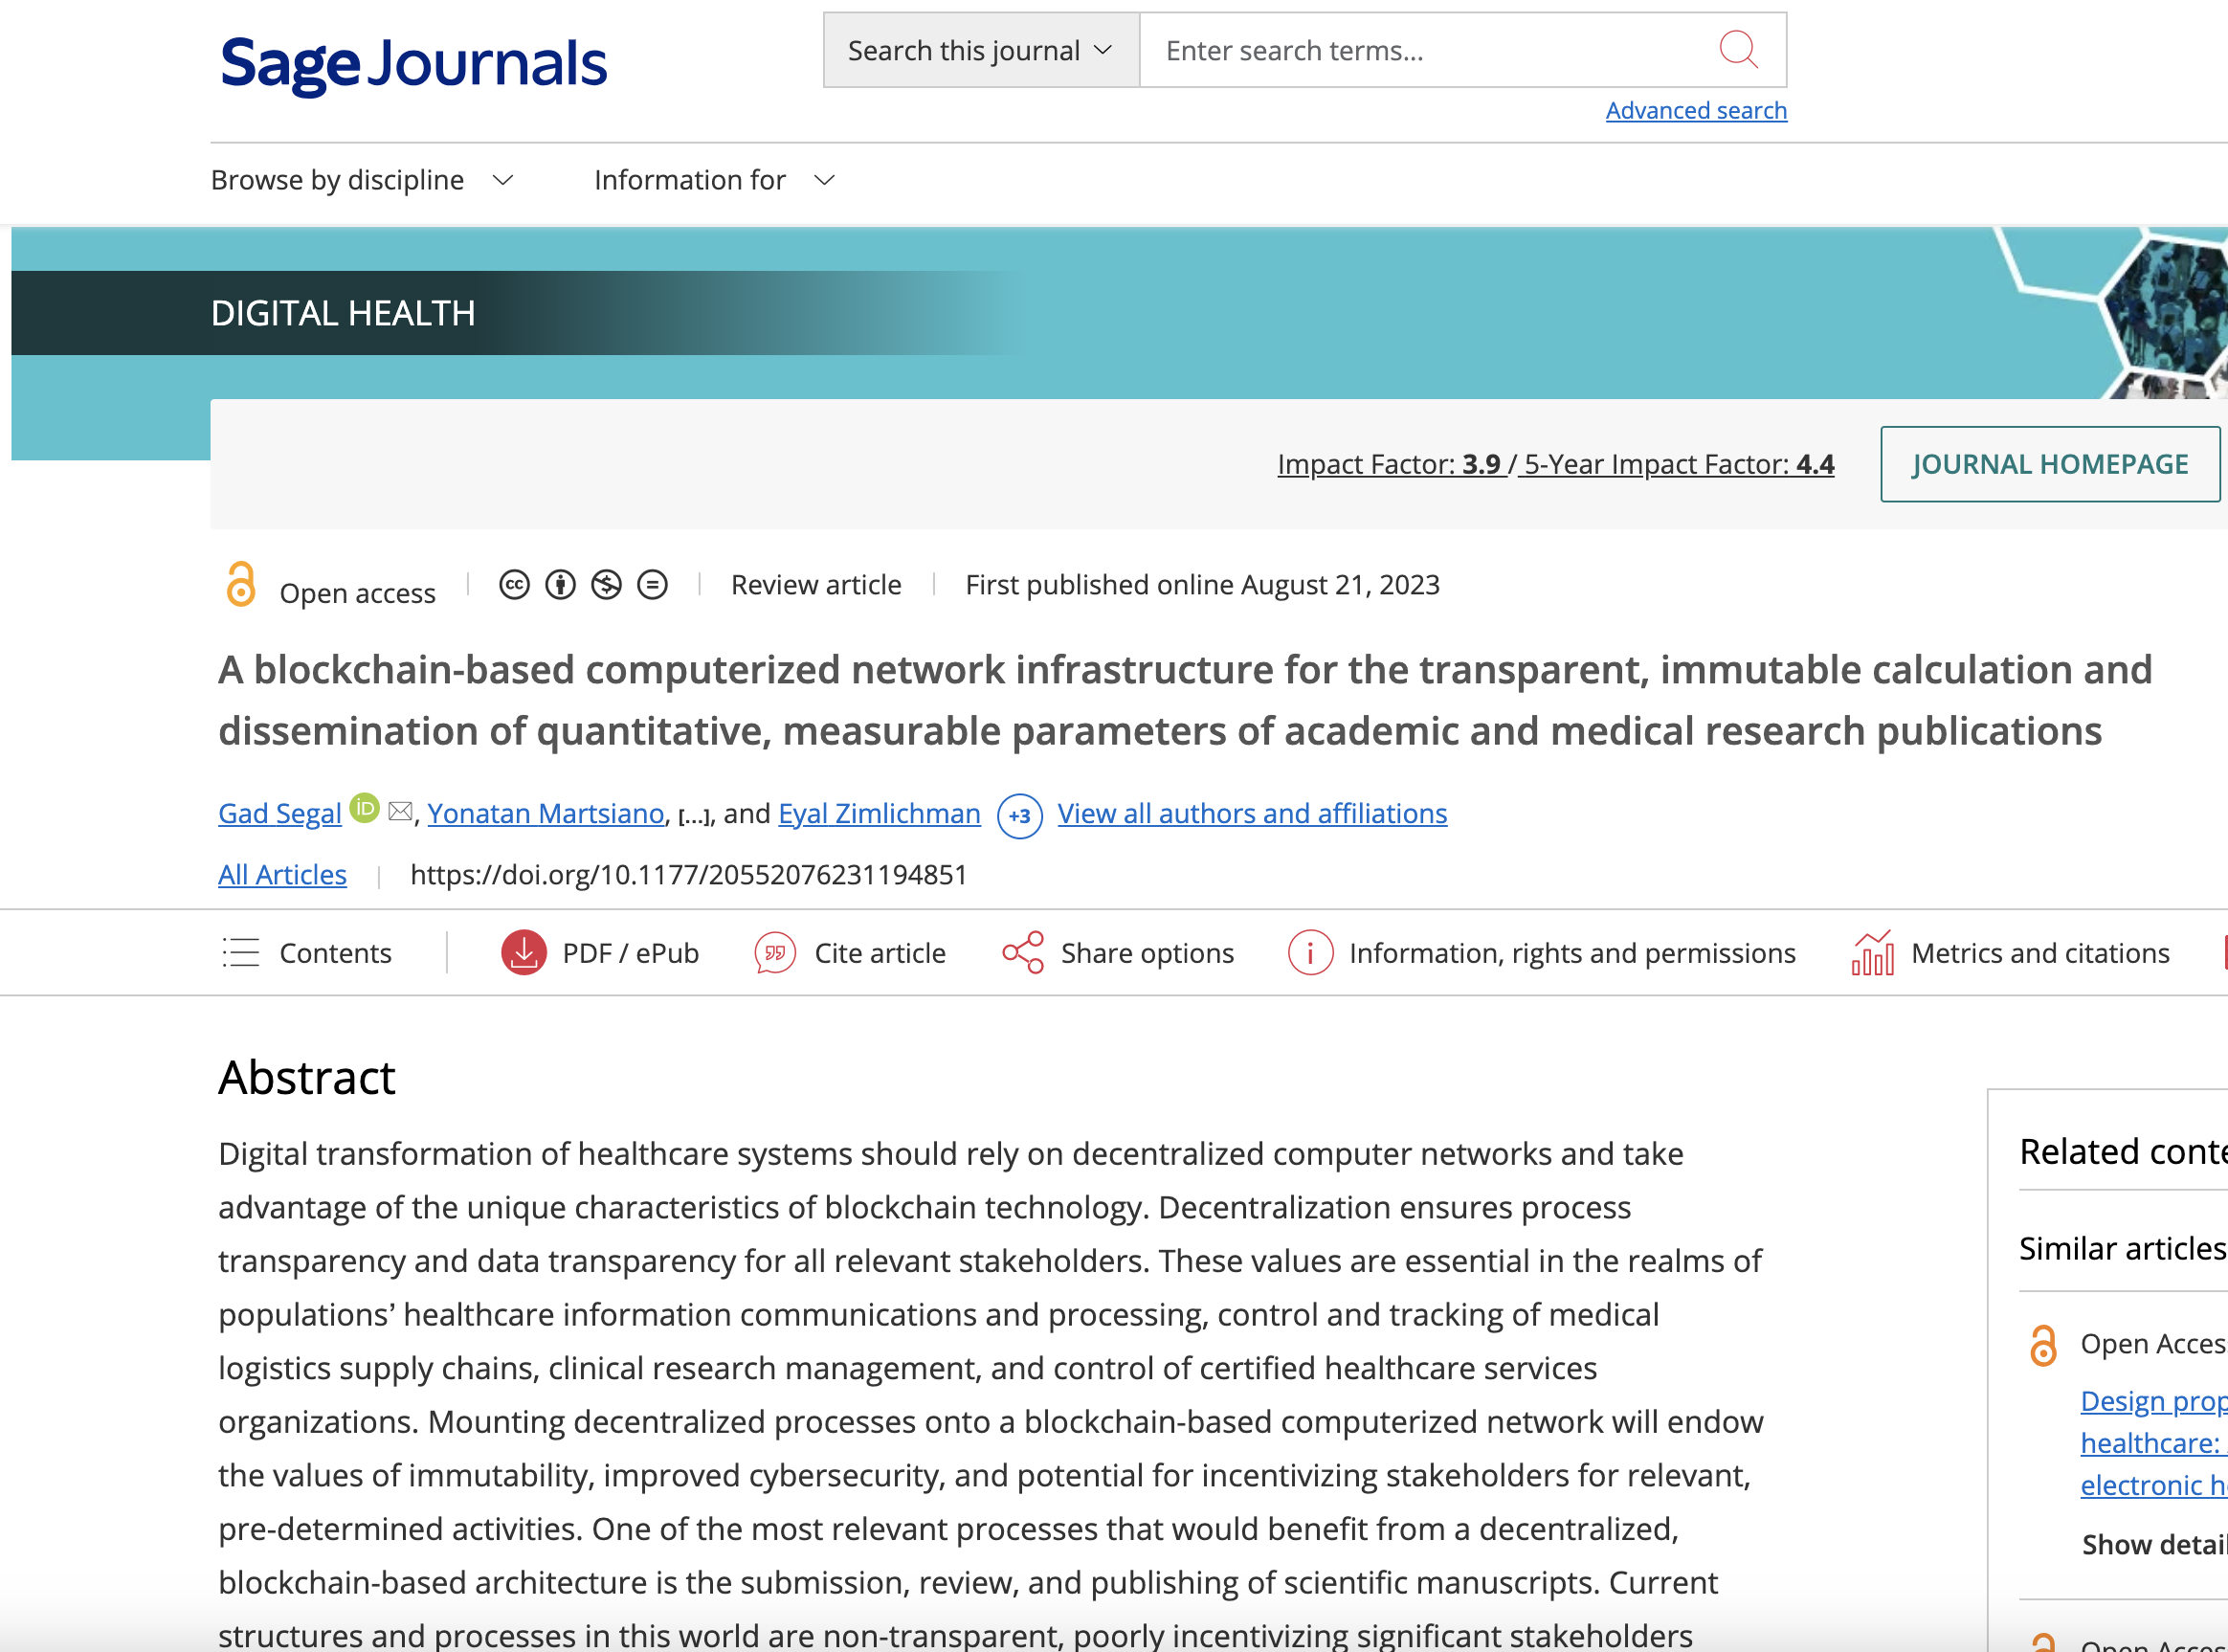 Sage Journals
Search this journal
Enter search terms...
Advanced search
Browse by discipline
Information for
DIGITAL HEALTH
Impact Factor: 3.9 / 5-Year Impact Factor: 4.4
JOURNAL HOMEPAGE
Open access
cc
Review article
First published online August 21, 2023
A blockchain-based computerized network infrastructure for the transparent, immutable calculation and
dissemination of quantitative, measurable parameters of academic and medical research publications
Gad Segal iD, Yonatan Martsiano, [...], and Eyal Zimlichman +3 View all authors and affiliations
All Articles
https://doi.org/10.1177/20552076231194851
Contents
PDF / ePub
Cite article
Share options
Information, rights and permissions
Metrics and citations
Abstract
Digital transformation of healthcare systems should rely on decentralized computer networks and take
advantage of the unique characteristics of blockchain technology. Decentralization ensures process
transparency and data transparency for all relevant stakeholders. These values are essential in the realms of
populations’ healthcare information communications and processing, control and tracking of medical
logistics supply chains, clinical research management, and control of certified healthcare services
organizations. Mounting decentralized processes onto a blockchain-based computerized network will endow
the values of immutability, improved cybersecurity, and potential for incentivizing stakeholders for relevant,
pre-determined activities. One of the most relevant processes that would benefit from a decentralized,
blockchain-based architecture is the submission, review, and publishing of scientific manuscripts. Current
structures and processes in this world are non-transparent, poorly incentivizing significant stakeholders
Related conte
Similar articles
Open Acces
Design prop
healthcare:
electronic h
Show detail
Open Acces